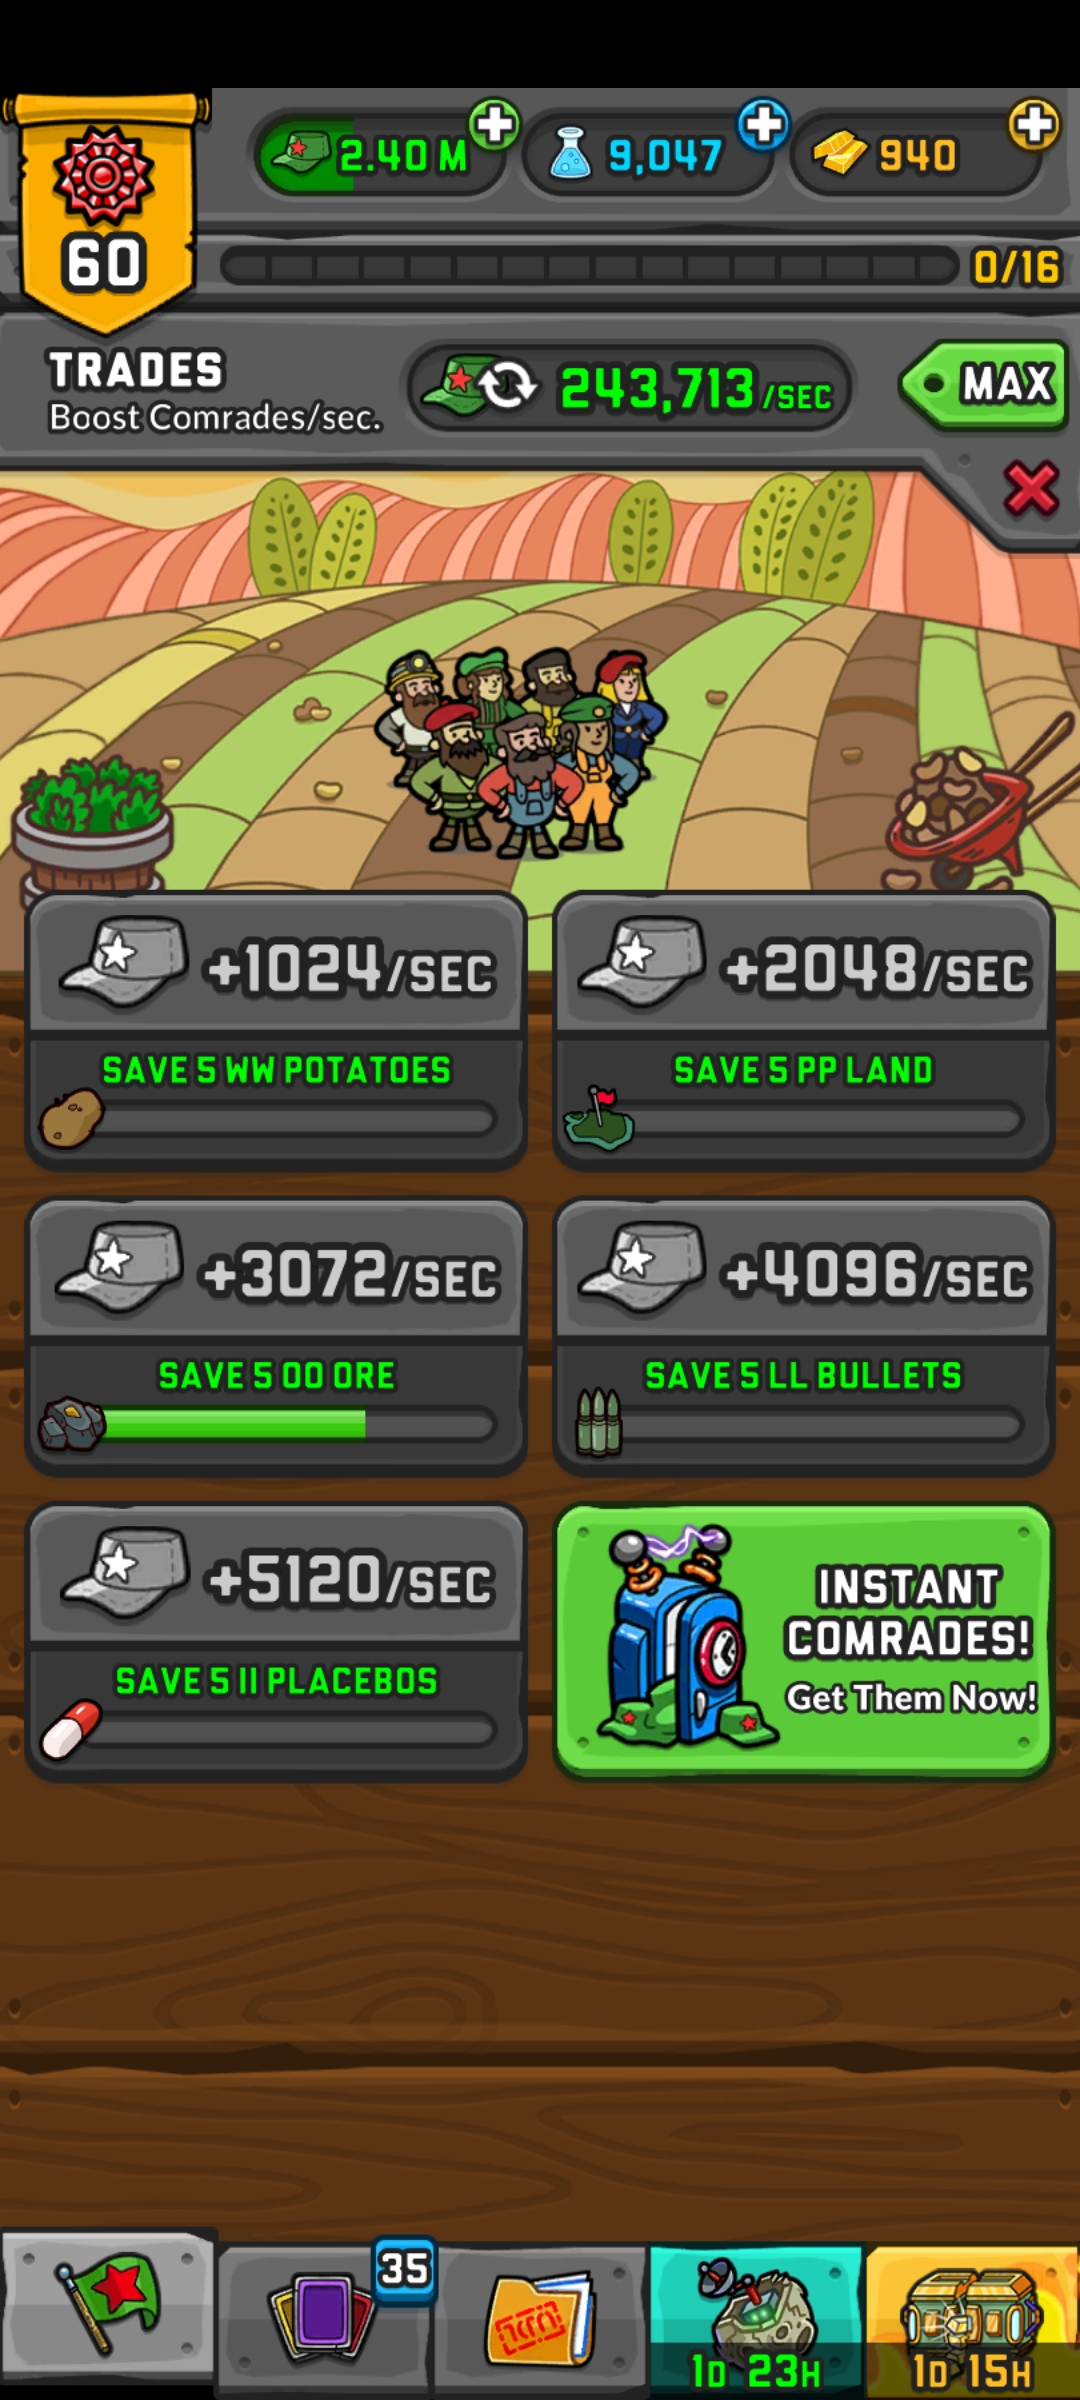 2.40 M
9,047
940
60
0/16
TRADES
Boost Comrades/sec.
243,713/SEC
MAX
+1024/SEC
SAVE 5 WW POTATOES
+2048/SEC
SAVE 5 PP LAND
+3072/SEC
SAVE 5 OO ORE
+4096/SEC
SAVE 5 LL BULLETS
+5120/SEC
SAVE 5 II PLACEBOS
INSTANT
COMRADES!
Get Them Now!
35
1D 23H
1D 15H